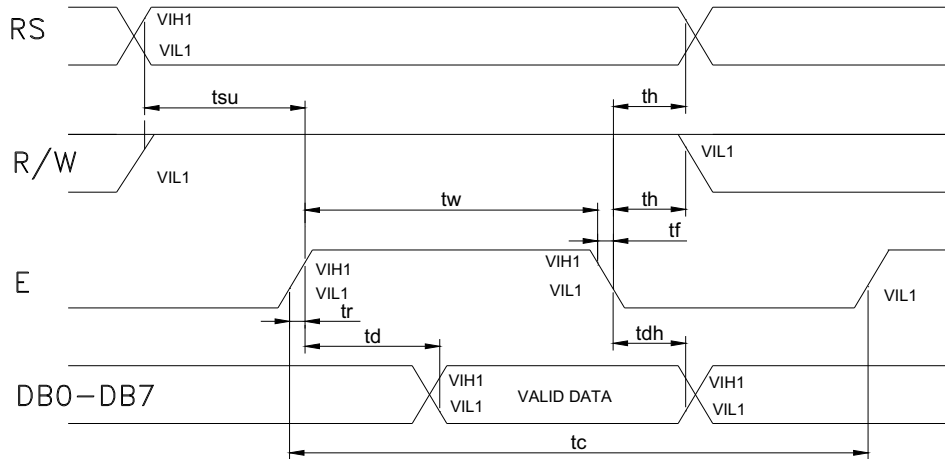 RS
VIH1
VIL1
tsu
th
R/W
VIL1
VIL1
tw
th
tf
E
VIH1
VIL1
VIH1
VIL1
VIL1
tr
td
tdh
DB0-DB7
VIH1
VIL1
VALID DATA
VIH1
VIL1
tc